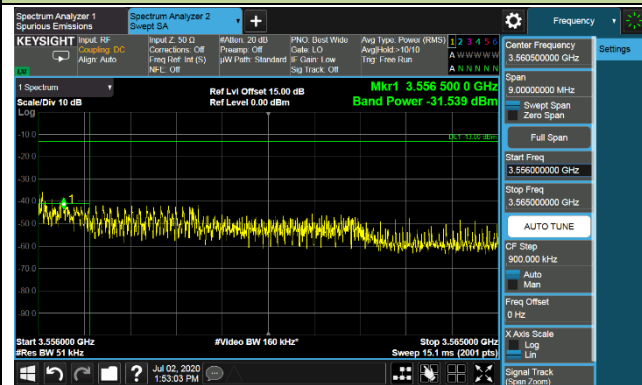 Spectrum Analyzer 1
Spurious Emissions
Spectrum Analyzer 2
Swept SA
Frequency
KEYSIGHT
Input: RF
Coupling: DC
Align: Auto
Input Z: 50 Ω
Corrections: Off
Freq Ref: Int (S)
NFE: Off
#Atten: 20 dB
Preamp: Off
µW Path: Standard
PNO: Best Wide
Gate: LO
IF Gain: Low
Sig Track: Off
Avg Type: Power (RMS)
Avg|Hold:>10/10
Trig: Free Run
1 2 3 4 5 6
A W W W W W
A N N N N N
LW
1 Spectrum
Scale/Div 10 dB
Log
Ref Lvl Offset 15.00 dB
Ref Level 0.00 dBm
Mkr1 3.556 500 0 GHz
Band Power -31.539 dBm
DL1 -13.00 dBm
-10.0
-20.0
-30.0
-40.0
-50.0
-60.0
-70.0
-80.0
-90.0
1
Start 3.556000 GHz
#Res BW 51 kHz
#Video BW 160 kHz*
Stop 3.565000 GHz
Sweep 15.1 ms (2001 pts)
Jul 02, 2020
1:53:03 PM
Center Frequency
3.560500000 GHz
Settings
Span
9.00000000 MHz
Swept Span
Zero Span
Full Span
Start Freq
3.556000000 GHz
Stop Freq
3.565000000 GHz
AUTO TUNE
CF Step
900.000 kHz
Auto
Man
Freq Offset
0 Hz
X Axis Scale
Log
Lin
Signal Track
(Span Zoom)